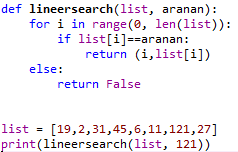 def lineersearch(list, aranan):
    for i in range(0, len(list)):
        if list[i]==aranan:
            return (i,list[i])
    else:
        return False
list = [19,2,31,45,6,11,121,27]
print(lineersearch(list, 121))